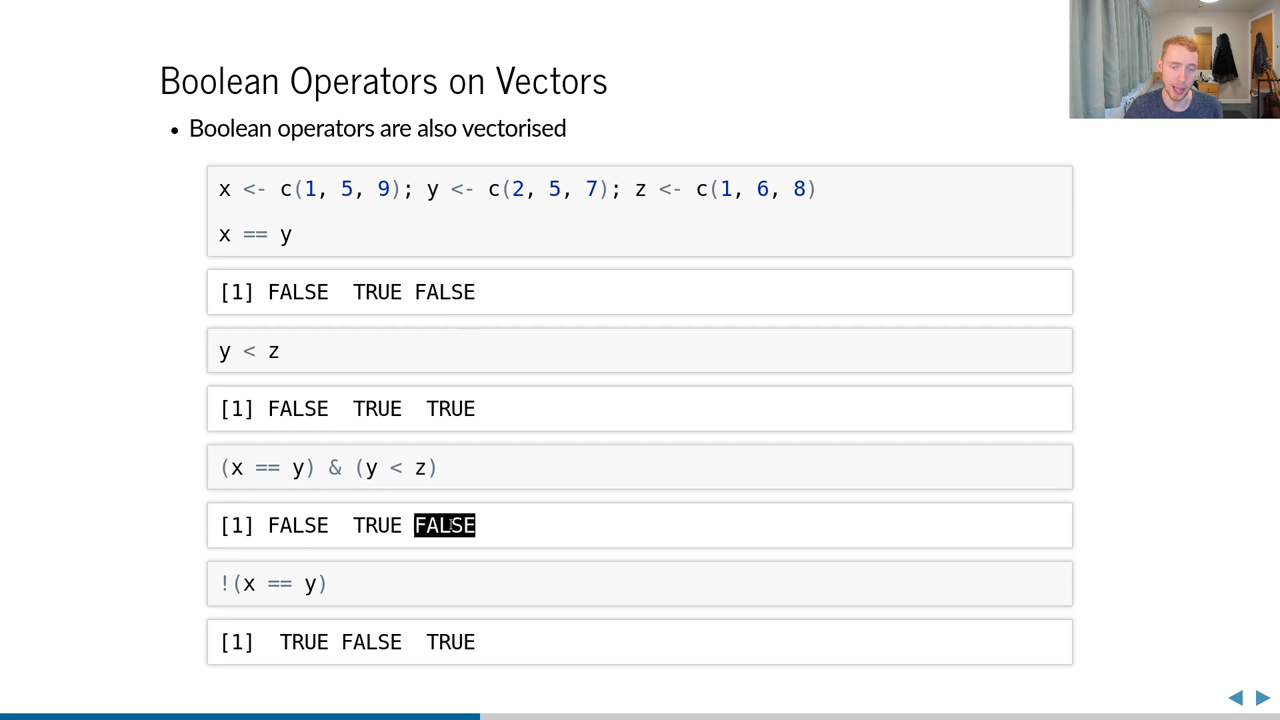 Boolean Operators on Vectors
• Boolean operators are also vectorised
x <- c(1, 5, 9); y <- c(2, 5, 7); z <- c(1, 6, 8)
x == y
[1] FALSE  TRUE FALSE
y < z
[1] FALSE  TRUE  TRUE
(x == y) & (y < z)
[1] FALSE  TRUE FALSE
!(x == y)
[1]  TRUE FALSE  TRUE